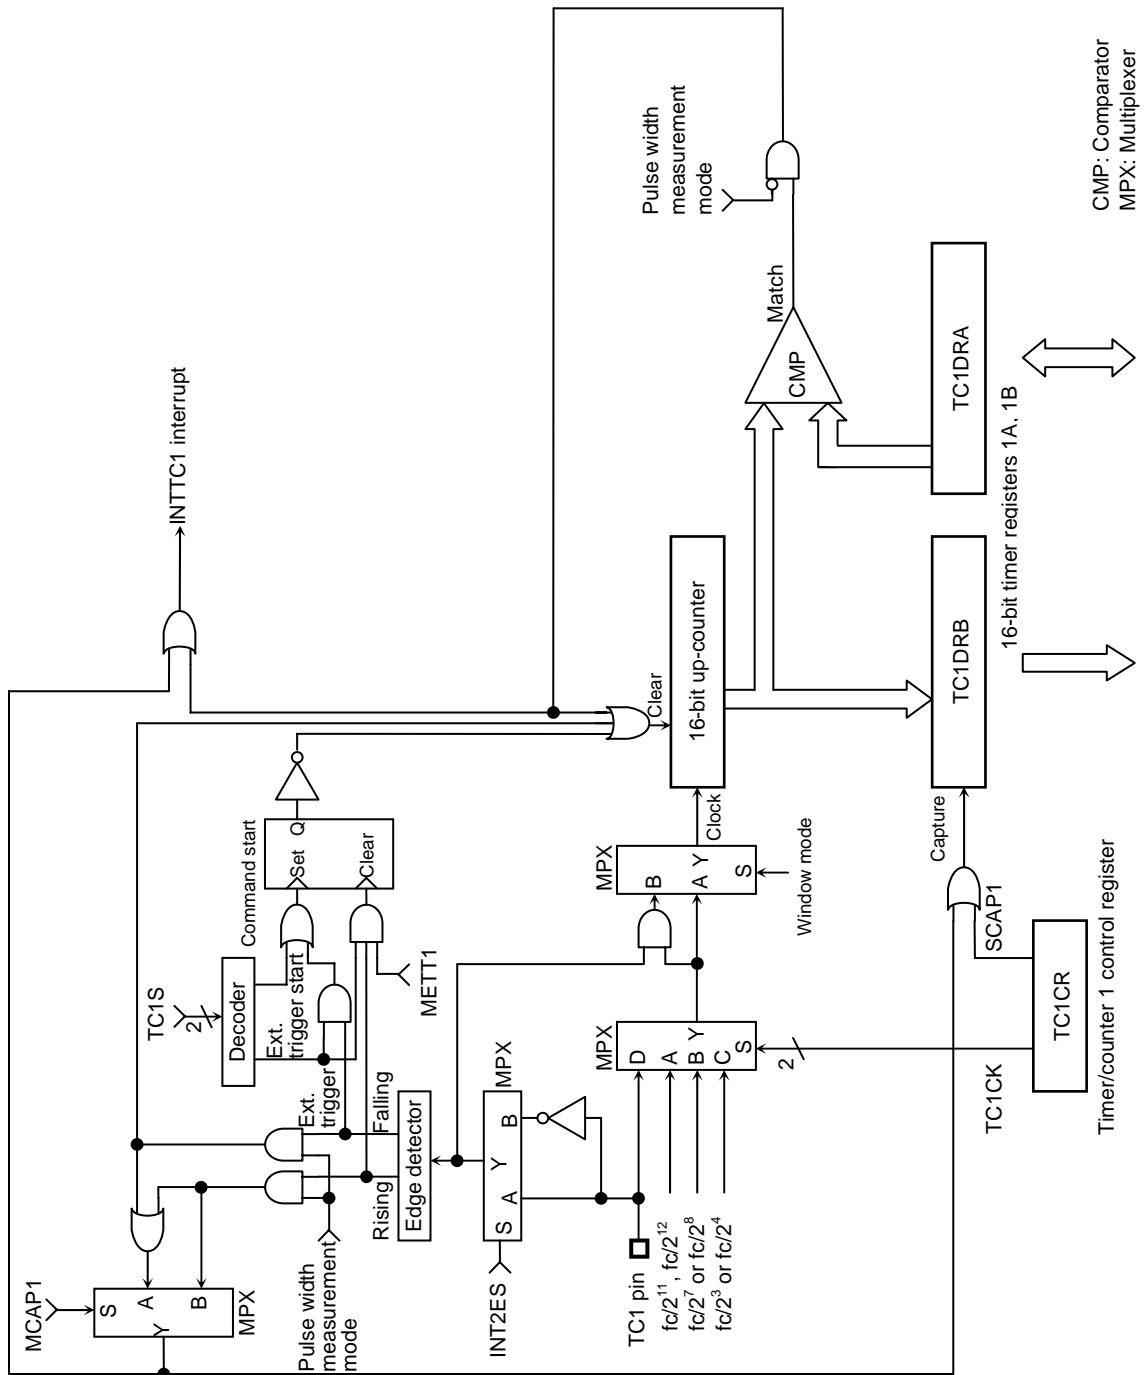 MCAP1
S
A
B
Y
MPX
Pulse width
measurement
mode
TC1S
2
Decoder
Ext.
trigger start
Ext.
trigger
Command start
Set
Q
Clear
METT1
Rising
Falling
Edge detector
INT2ES
S
A
Y
B
MPX
TC1 pin
fc/2¹¹ , fc/2¹²
fc/2⁷ or fc/2⁸
fc/2³ or fc/2⁴
MPX
D
A
B
C
Y
S
2
TC1CK
MPX
B
A
Y
S
Window mode
Clock
Clear
16-bit up-counter
INTTC1 interrupt
CMP
Match
Pulse width
measurement
mode
Capture
SCAP1
TC1CR
Timer/counter 1 control register
TC1DRB
TC1DRA
16-bit timer registers 1A, 1B
CMP: Comparator
MPX: Multiplexer